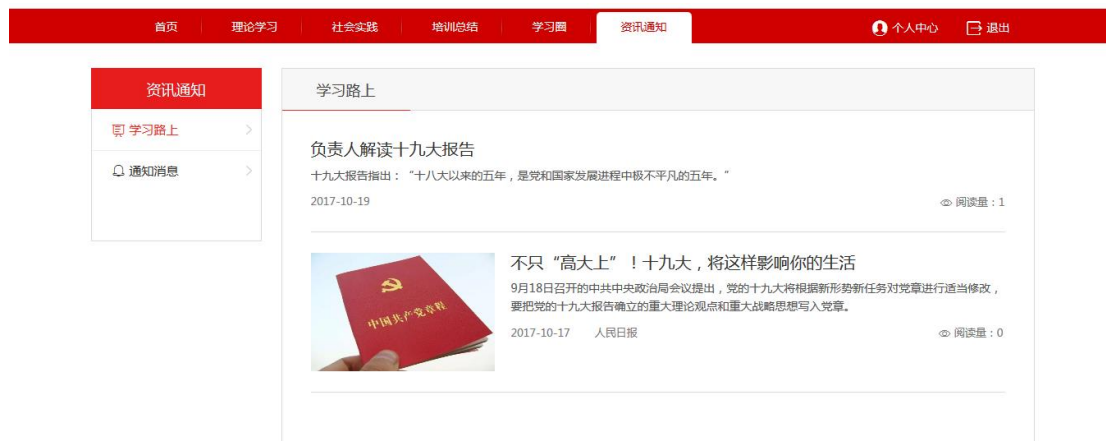 首页 理论学习 社会实践 培训总结 学习圈 资讯通知 个人中心 退出
资讯通知
学习路上
通知消息
学习路上
负责人解读十九大报告
十九大报告指出：“十八大以来的五年，是党和国家发展进程中极不平凡的五年。”
2017-10-19 阅读量：1
中国共产党章程
不只“高大上”！十九大，将这样影响你的生活
9月18日召开的中共中央政治局会议提出，党的十九大将根据新形势新任务对党章进行适当修改，
要把党的十九大报告确立的重大理论观点和重大战略思想写入党章。
2017-10-17 人民日报 阅读量：0